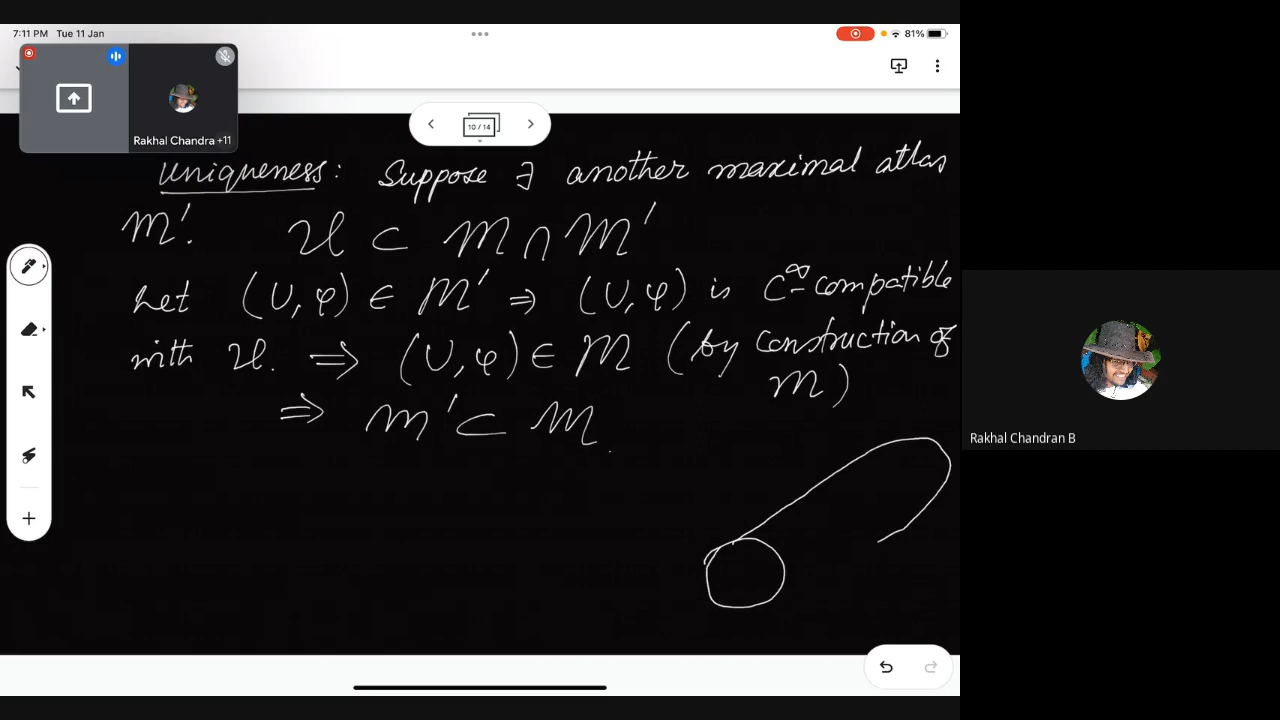 7:11 PM Tue 11 Jan
81%
Rakhal Chandra +11
10 / 14
Uniqueness: Suppose ∃ another maximal atlas
M'. U ⊂ M ∩ M'
Let (U, φ) ∈ M' ⇒ (U, φ) is C^∞-compatible
with U. ⇒ (U, φ) ∈ M (by construction of
M)
⇒ M' ⊂ M
Rakhal Chandran B